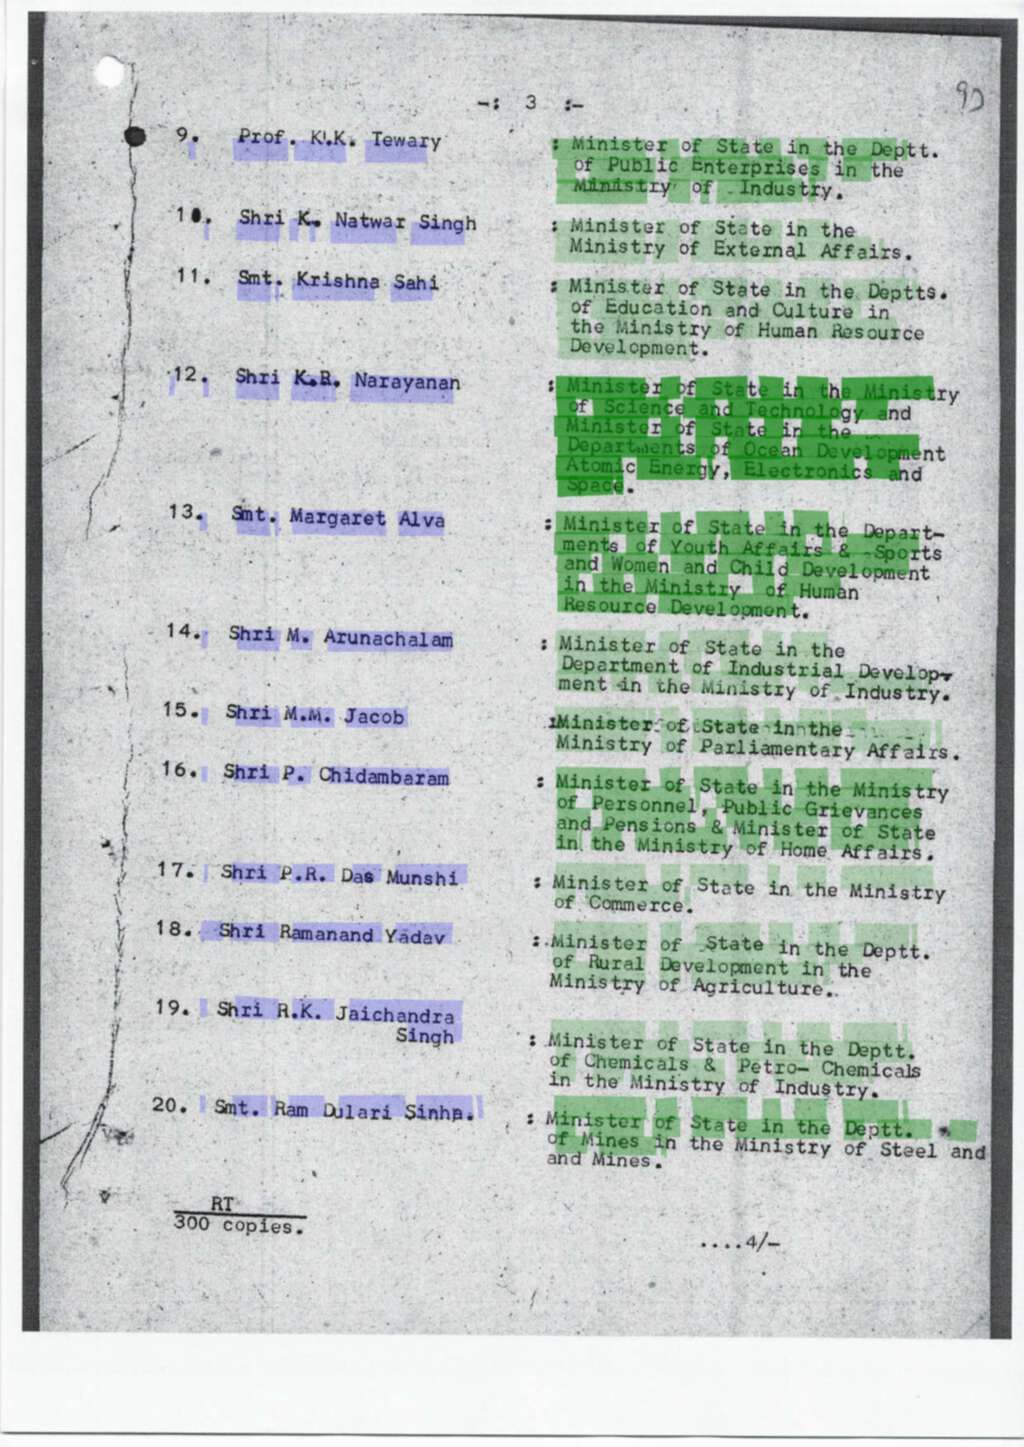 -: 3 :-
90
9. Prof. K.K. Tewary : Minister of State in the Deptt.
of Public Enterprises in the
Ministry of Industry.
10. Shri K. Natwar Singh : Minister of State in the
Ministry of External Affairs.
11. Smt. Krishna Sahi : Minister of State in the Deptts.
of Education and Culture in
the Ministry of Human Resource
Development.
12. Shri K.R. Narayanan : Minister of State in the Ministry
of Science and Technology and
Minister of State in the
Departments of Ocean Development
Atomic Energy, Electronics and
Space.
13. Smt. Margaret Alva : Minister of State in the Depart-
ments of Youth Affairs & Sports
and Women and Child Development
in the Ministry of Human
Resource Development.
14. Shri M. Arunachalam : Minister of State in the
Department of Industrial Develop-
ment in the Ministry of Industry.
15. Shri M.M. Jacob :Minister of State in the
Ministry of Parliamentary Affairs.
16. Shri P. Chidambaram : Minister of State in the Ministry
of Personnel, Public Grievances
and Pensions & Minister of State
in the Ministry of Home Affairs.
17. Shri P.R. Das Munshi : Minister of State in the Ministry
of Commerce.
18. Shri Ramanand Yadav : Minister of State in the Deptt.
of Rural Development in the
Ministry of Agriculture.
19. Shri R.K. Jaichandra
Singh : Minister of State in the Deptt.
of Chemicals & Petro- Chemicals
in the Ministry of Industry.
20. Smt. Ram Dulari Sinha. : Minister of State in the Deptt.
of Mines in the Ministry of Steel and
and Mines.
RT
300 copies.
....4/-